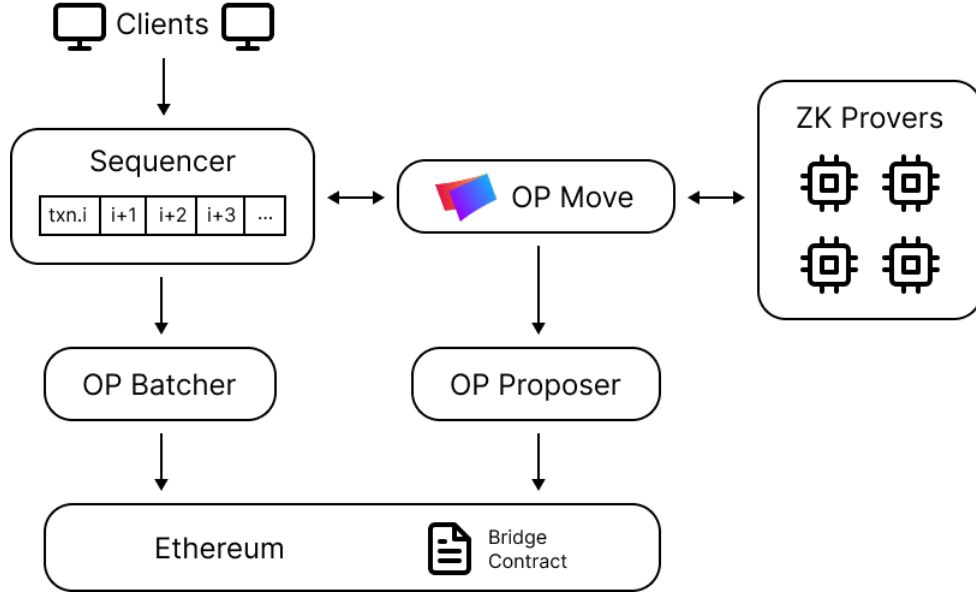 Clients
Sequencer
txn.i i+1 i+2 i+3 ...
OP Move
ZK Provers
OP Batcher
OP Proposer
Ethereum
Bridge
Contract